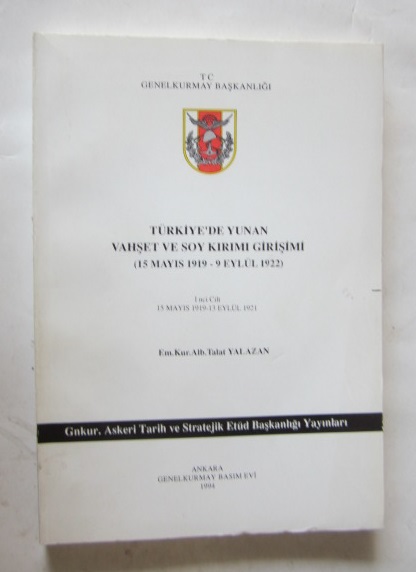 T C
GENELKURMAY BAŞKANLIĞI
TÜRKİYE'DE YUNAN
VAHŞET VE SOY KIRIMI GİRİŞİMİ
(15 MAYIS 1919 - 9 EYLÜL 1922)
I nci Cilt
15 MAYIS 1919-13 EYLÜL 1921
Em.Kur.Alb.Talat YALAZAN
Gnkur. Askeri Tarih ve Stratejik Etüd Başkanlığı Yayınları
ANKARA
GENELKURMAY BASIM EVİ
1994